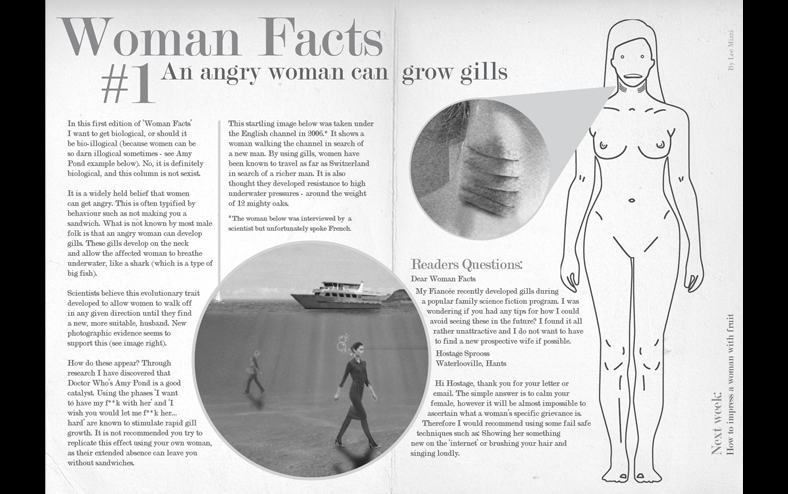 Woman Facts
#1 An angry woman can grow gills
By Lee Mizzi
In this first edition of 'Woman Facts'
I want to get biological, or should it
be bio-illogical (because women can be
so darn illogical sometimes - see Amy
Pond example below). No, it is definitely
biological, and this column is not sexist.
It is a widely held belief that women
can get angry. This is often typified by
behaviour such as not making you a
sandwich. What is not known by most male
folk is that an angry woman can develop
gills. These gills develop on the neck
and allow the affected woman to breathe
underwater, like a shark (which is a type of
big fish).
Scientists believe this evolutionary trait
developed to allow women to walk off
in any given direction until they find
a new, more suitable, husband. New
photographic evidence seems to
support this (see image right).
How do these appear? Through
research I have discovered that
Doctor Who's Amy Pond is a good
catalyst. Using the phases 'I want
to have my f**k with her' and 'I
wish you would let me f**k her...
hard' are known to stimulate rapid gill
growth. It is not recommended you try to
replicate this effect using your own woman,
as their extended absence can leave you
without sandwiches.
This startling image below was taken under
the English channel in 2006.* It shows a
woman walking the channel in search of
a new man. By using gills, women have
been known to travel as far as Switzerland
in search of a richer man. It is also
thought they developed resistance to high
underwater pressures - around the weight
of 12 mighty oaks.
*The woman below was interviewed by a
scientist but unfortunately spoke French.
Readers Questions:
Dear Woman Facts
My Fiancée recently developed gills during
a popular family science fiction program. I was
wondering if you had any tips for how I could
avoid seeing these in the future? I found it all
rather unattractive and I do not want to have
to find a new prospective wife if possible.
Hostage Sprooss
Waterlooville, Hants
Hi Hostage, thank you for your letter or
email. The simple answer is to calm your
female, however it will be almost impossible to
ascertain what a woman's specific grievance is.
Therefore I would recommend using some fail safe
techniques such as: Showing her something
new on the 'internet' or brushing your hair and
singing loudly.
Next week:
How to impress a woman with fruit